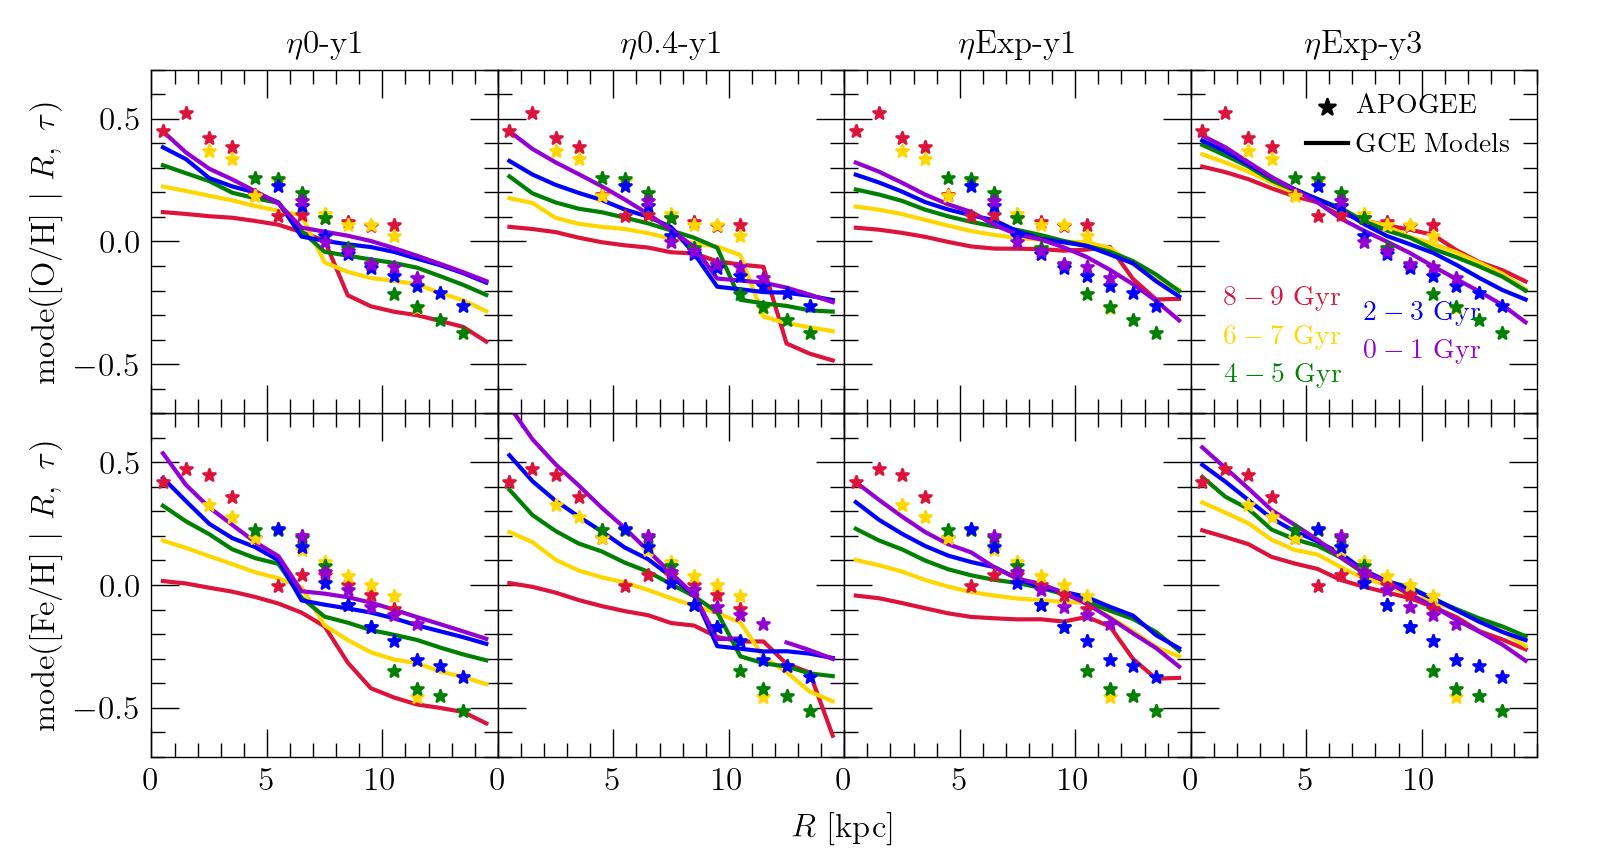 η0-y1 η0.4-y1 ηExp-y1 ηExp-y3
mode([O/H] | R, τ)
0.5
0.0
−0.5
APOGEE
GCE Models
8 − 9 Gyr
6 − 7 Gyr
4 − 5 Gyr
2 − 3 Gyr
0 − 1 Gyr
mode([Fe/H] | R, τ)
0.5
0.0
−0.5
0 5 10 0 5 10 0 5 10 0 5 10
R [kpc]